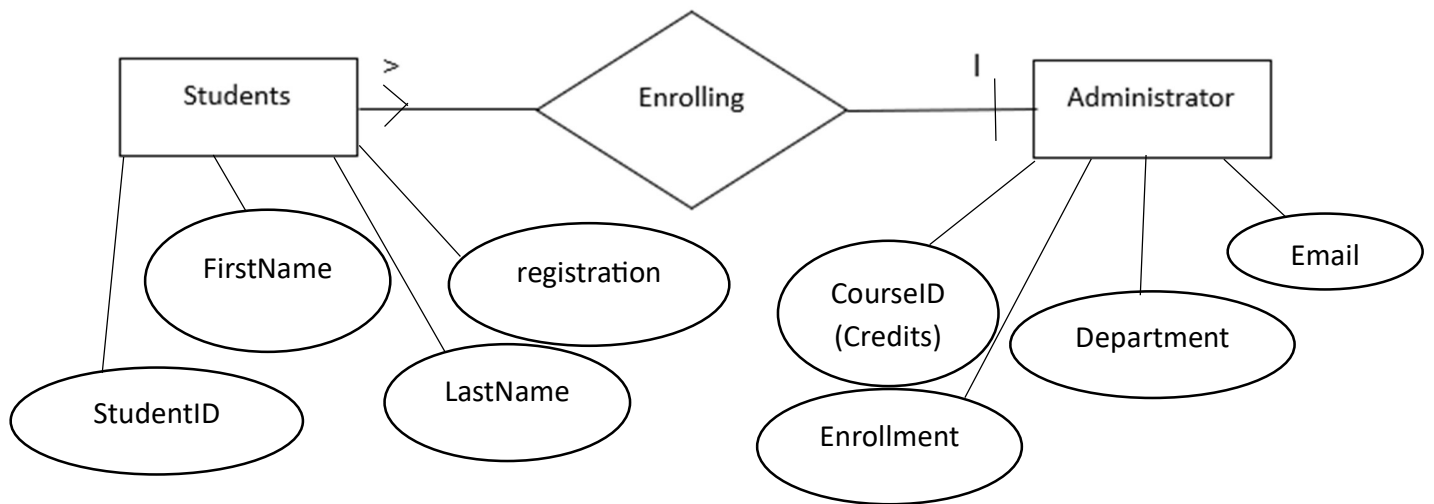 >
I
Students
Enrolling
Administrator
FirstName
registration
Email
CourseID
(Credits)
Department
StudentID
LastName
Enrollment